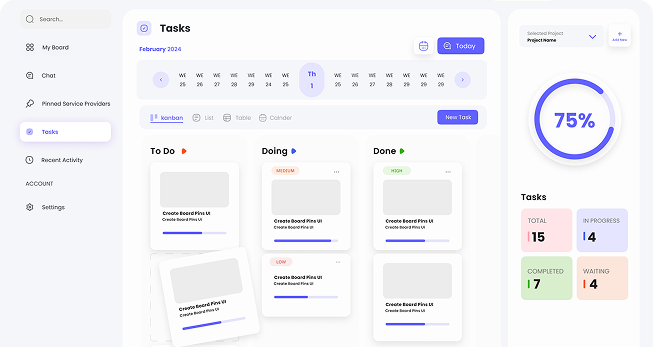 Search...
My Board
Chat
Pinned Service Providers
Tasks
Recent Activity
ACCOUNT
Settings
Tasks
February 2024
Today
WE WE WE WE WE WE WE Th WE WE WE WE WE WE WE
25 26 27 28 29 24 25 1 25 26 27 28 29 29 29
kanban List Table Calnder
New Task
To Do
Create Board Pins UI
Create Board Pins UI
Create Board Pins UI
Create Board Pins UI
Doing
MEDIUM
Create Board Pins UI
Create Board Pins UI
LOW
Create Board Pins UI
Create Board Pins UI
Done
HIGH
Create Board Pins UI
Create Board Pins UI
Create Board Pins UI
Create Board Pins UI
Selected Project
Project Name
+
Add New
75%
Tasks
TOTAL
15
IN PROGRESS
4
COMPLETED
7
WAITING
4